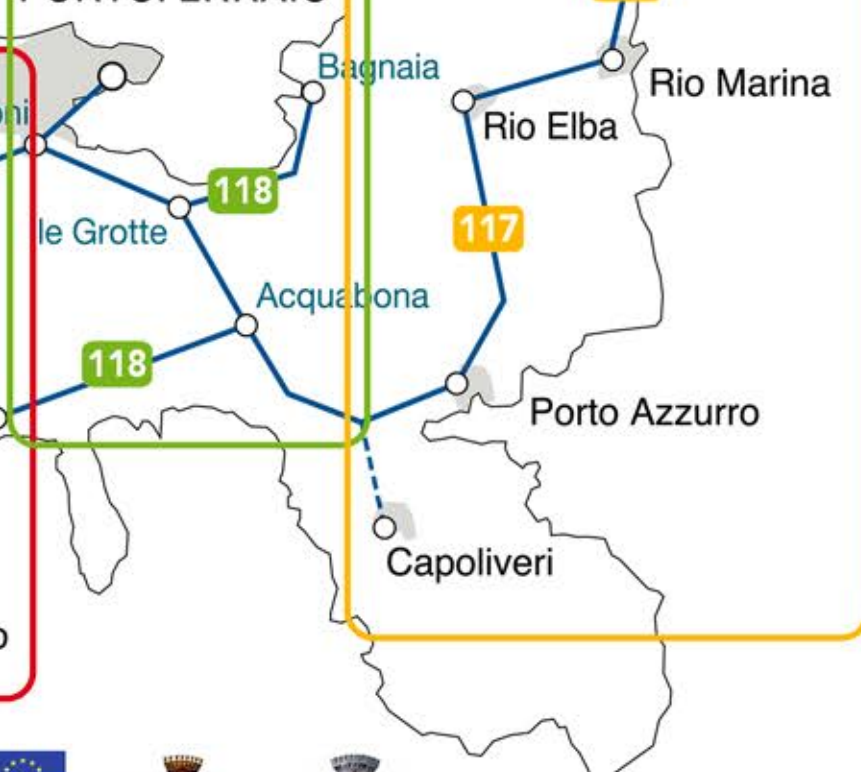 Bagnaia
Rio Marina
Rio Elba
118
117
le Grotte
Acquabona
118
Porto Azzurro
Capoliveri